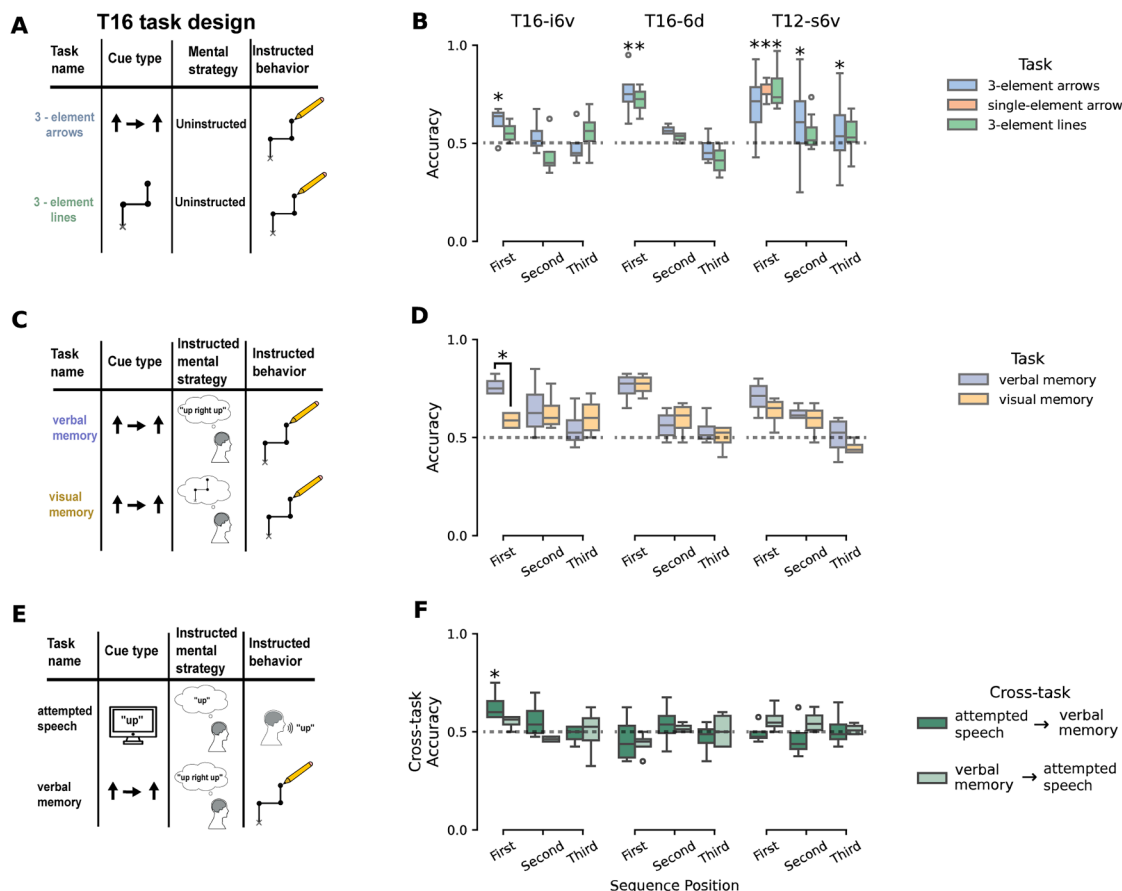 A
T16 task design
Task name
Cue type
Mental strategy
Instructed behavior
3 - element arrows
Uninstructed
3 - element lines
Uninstructed
B
T16-i6v
T16-6d
T12-s6v
*
**
***
*
*
1.0
0.5
0.0
Accuracy
First
Second
Third
First
Second
Third
First
Second
Third
Task
3-element arrows
single-element arrow
3-element lines
C
Task name
Cue type
Instructed mental strategy
Instructed behavior
verbal memory
"up right up"
visual memory
D
*
1.0
0.5
0.0
Accuracy
First
Second
Third
First
Second
Third
First
Second
Third
Task
verbal memory
visual memory
E
Task name
Cue type
Instructed mental strategy
Instructed behavior
attempted speech
"up"
"up"
"up"
verbal memory
"up right up"
F
*
1.0
0.5
0.0
Cross-task
Accuracy
First
Second
Third
First
Second
Third
First
Second
Third
Sequence Position
Cross-task
attempted speech → verbal memory
verbal memory → attempted speech